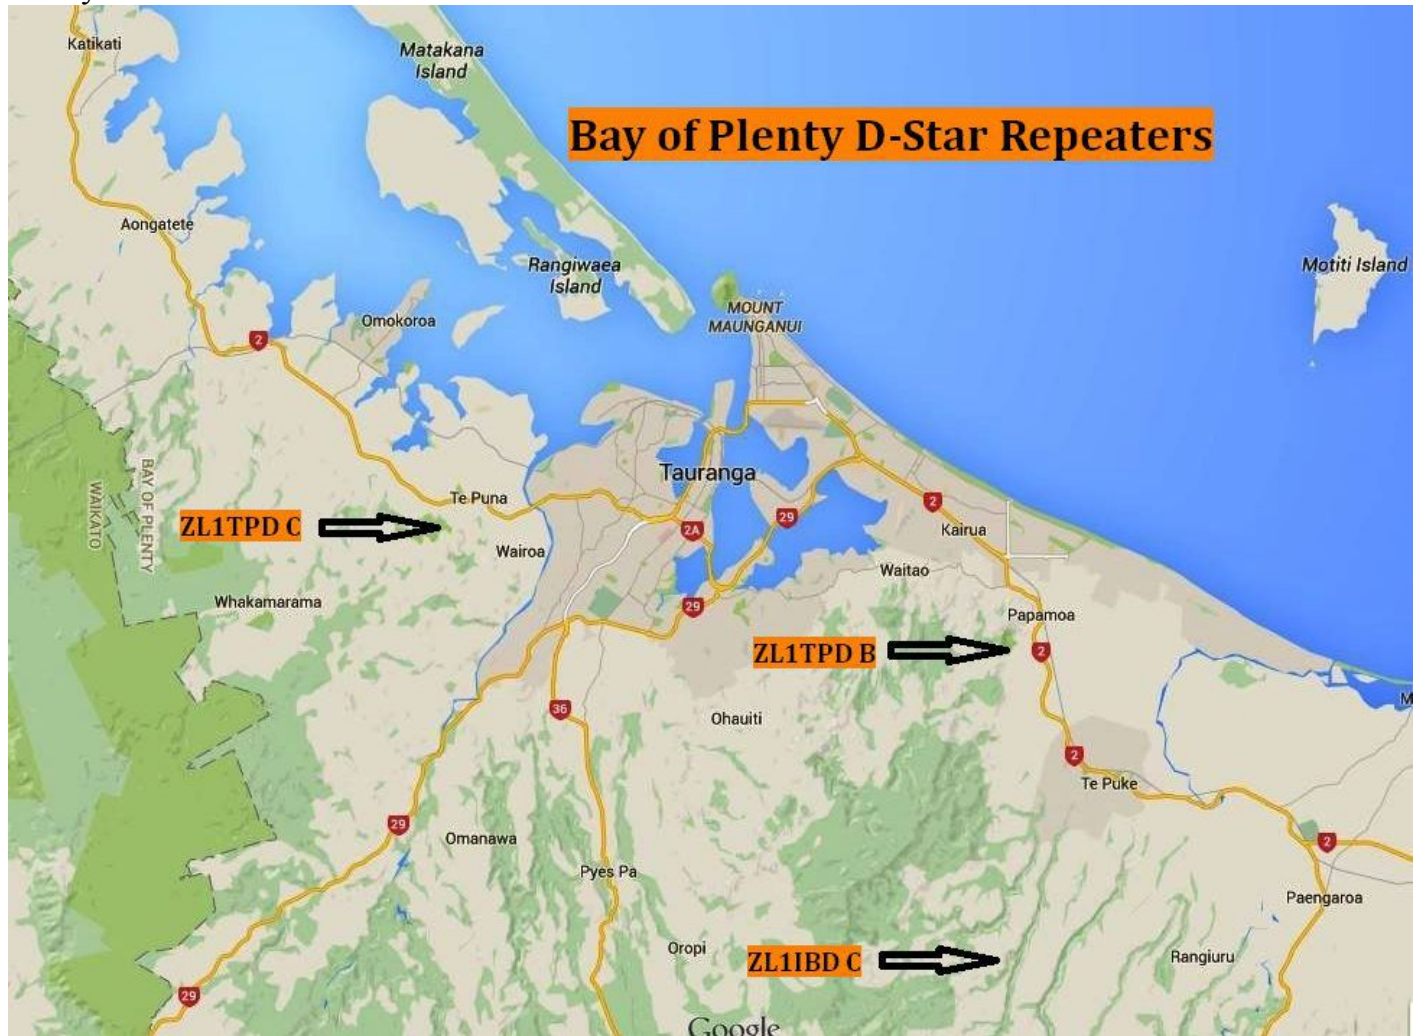 Katikati
Matakana
Island
Bay of Plenty D-Star Repeaters
Aongatete
Rangiwaea
Island
Motiti Island
MOUNT
MAUNGANUI
Omokoroa
2
Tauranga
BAY OF PLENTY
WAIKATO
Te Puna
2
29
ZL1TPD C
2A
Kairua
Wairoa
Waitao
Whakamarama
29
Papamoa
ZL1TPD B
2
36
Ohauiti
2
Te Puke
29
Omanawa
2
Pyes Pa
Paengaroa
Oropi
ZL1IBD C
Rangiuru
29
Google